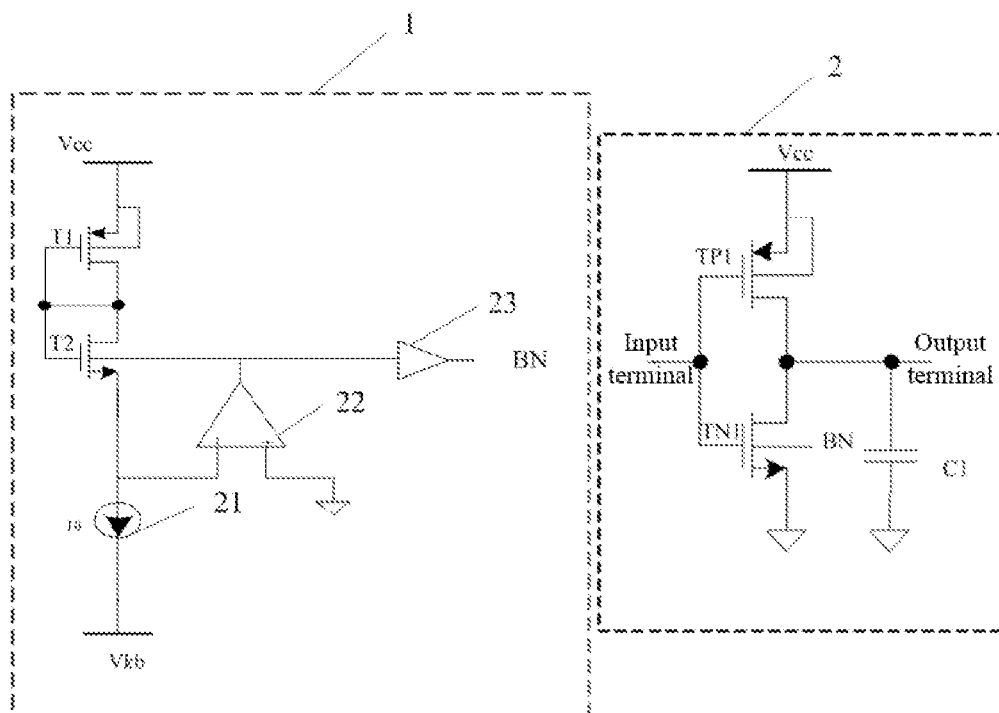 1
2
Vcc
T1
T2
23
BN
22
21
I0
Vkb
Vcc
TP1
Input
terminal
Output
terminal
TN1
BN
C1